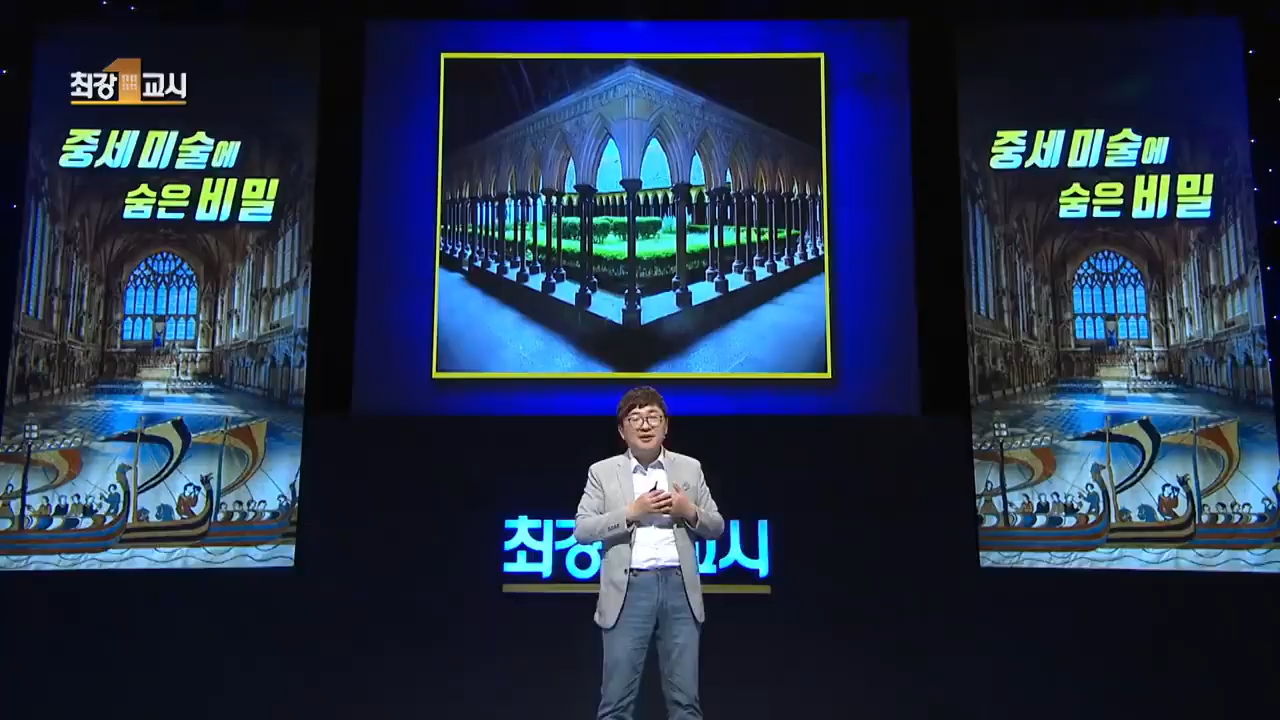 최강1교시
중세 미술에
숨은 비밀
중세 미술에
숨은 비밀
최강
교시